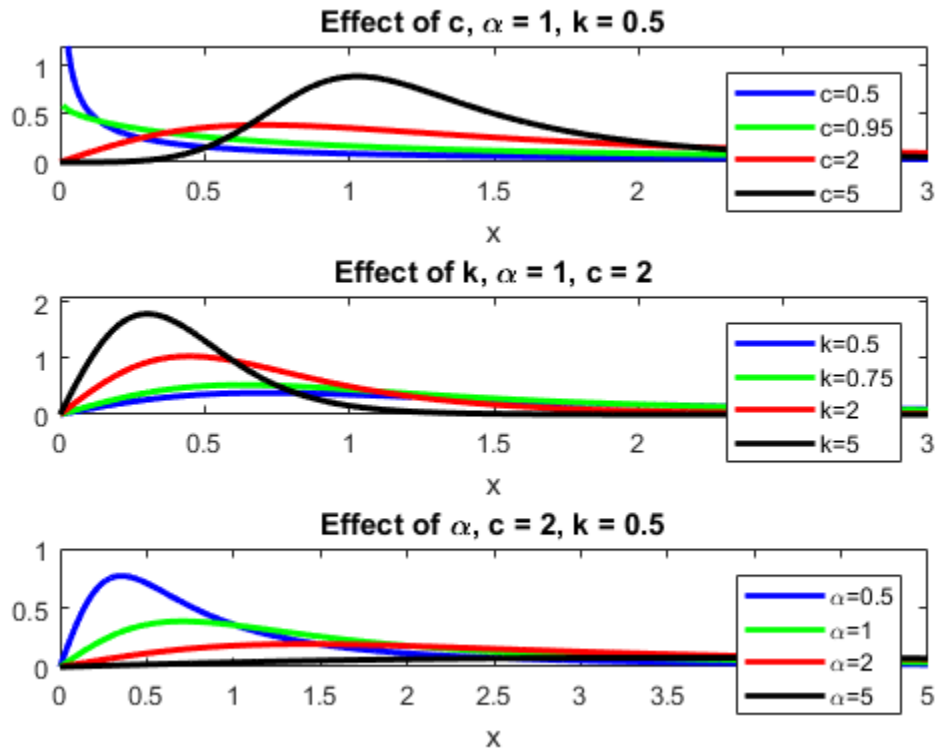 Effect of c, α = 1, k = 0.5
1
0.5
0
c=0.5
c=0.95
c=2
c=5
0 0.5 1 1.5 2 3
x
Effect of k, α = 1, c = 2
2
1
0
k=0.5
k=0.75
k=2
k=5
0 0.5 1 1.5 2 3
x
Effect of α, c = 2, k = 0.5
1
0.5
0
α=0.5
α=1
α=2
α=5
0 0.5 1 1.5 2 2.5 3 3.5 5
x